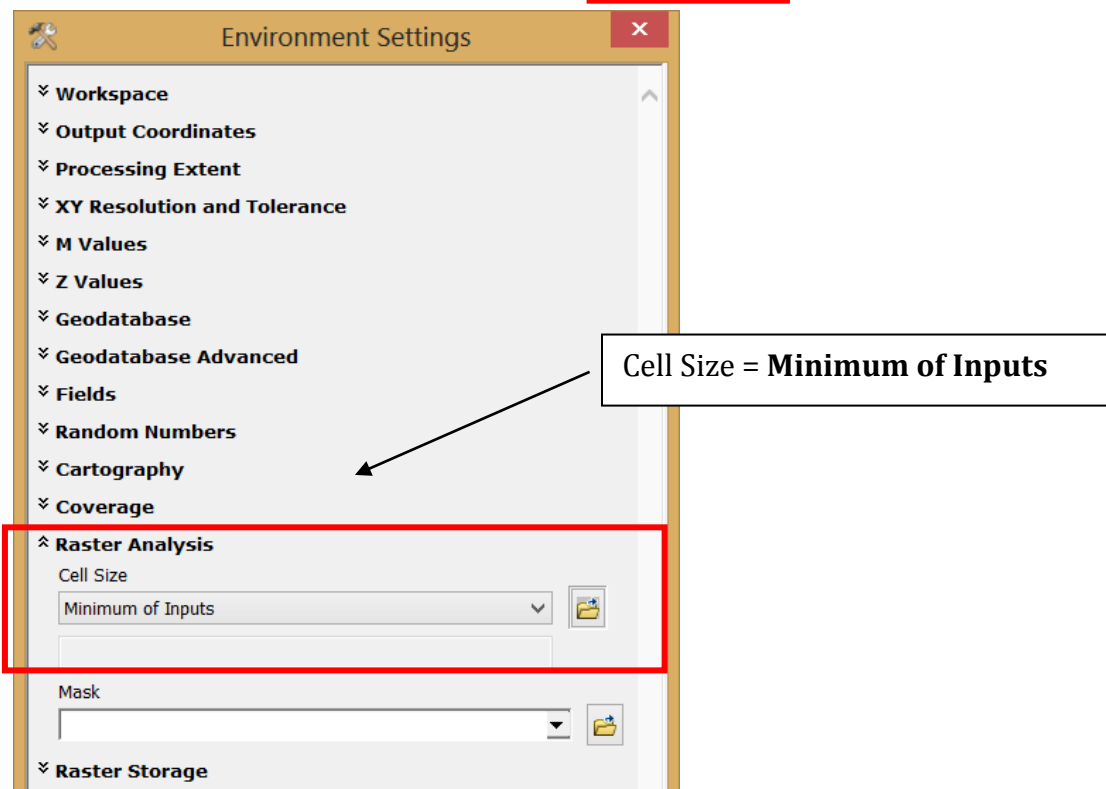 Environment Settings
Workspace
Output Coordinates
Processing Extent
XY Resolution and Tolerance
M Values
Z Values
Geodatabase
Geodatabase Advanced
Fields
Random Numbers
Cartography
Coverage
Raster Analysis
Cell Size
Minimum of Inputs
Mask
Raster Storage
Cell Size = Minimum of Inputs